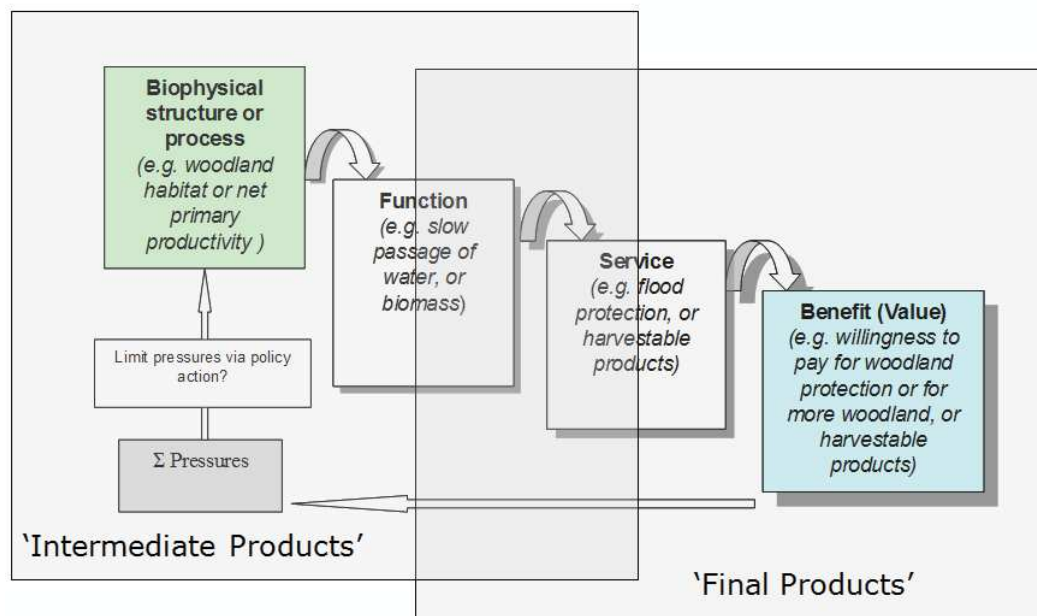 Biophysical
structure or
process
(e.g. woodland
habitat or net
primary
productivity )
Function
(e.g. slow
passage of
water, or
biomass)
Service
(e.g. flood
protection, or
harvestable
products)
Benefit (Value)
(e.g. willingness to
pay for woodland
protection or for
more woodland, or
harvestable
products)
Limit pressures via policy
action?
Σ Pressures
‘Intermediate Products’
‘Final Products’